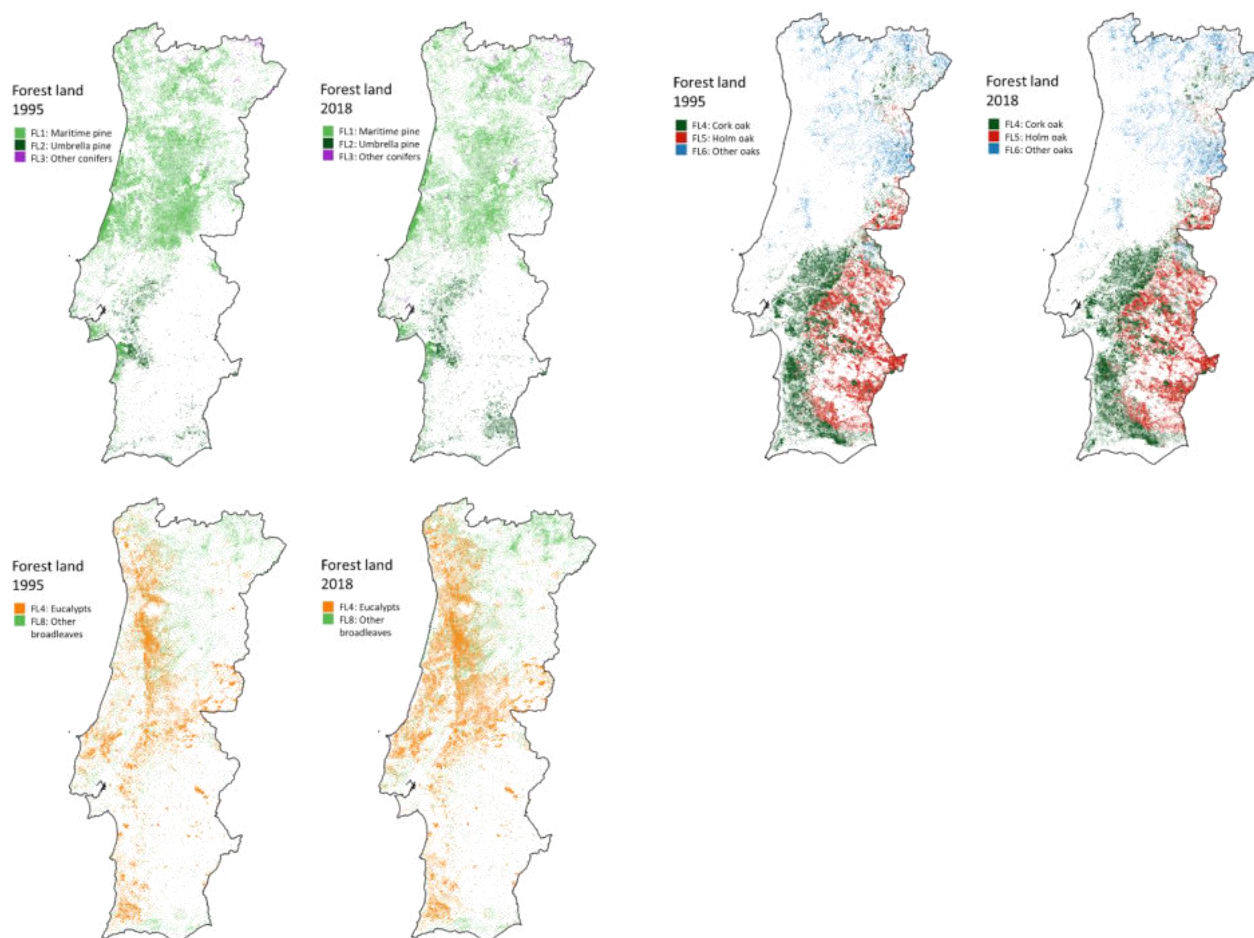 Forest land
1995
FL1: Maritime pine
FL2: Umbrella pine
FL3: Other conifers
Forest land
2018
FL1: Maritime pine
FL2: Umbrella pine
FL3: Other conifers
Forest land
1995
FL4: Cork oak
FL5: Holm oak
FL6: Other oaks
Forest land
2018
FL4: Cork oak
FL5: Holm oak
FL6: Other oaks
Forest land
1995
FL4: Eucalypts
FL8: Other
broadleaves
Forest land
2018
FL4: Eucalypts
FL8: Other
broadleaves